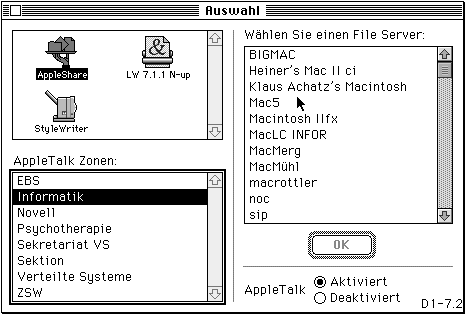 Auswahl
AppleShare
LW 7.1.1 N-up
StyleWriter
AppleTalk Zonen:
EBS
Informatik
Novell
Psychotherapie
Sekretariat VS
Sektion
Verteilte Systeme
ZSW
Wählen Sie einen File Server:
BIGMAC
Heiner's Mac II ci
Klaus Achatz's Macintosh
Mac5
Macintosh IIfx
MacLC INFOR
MacMerg
MacMühl
macrottler
noc
sip
OK
AppleTalk
Aktiviert
Deaktiviert
D1-7.2